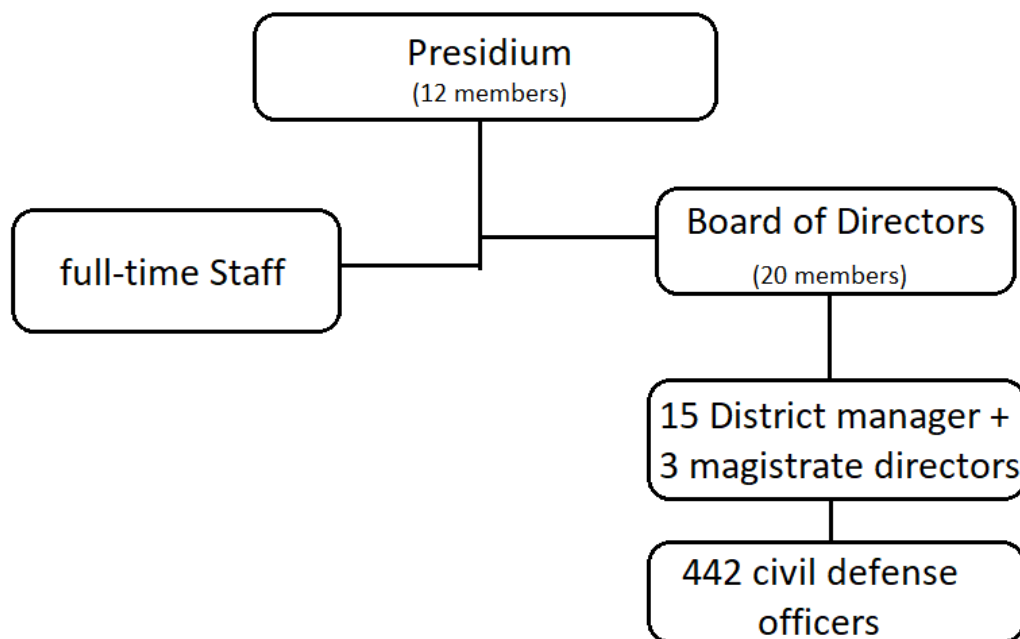 Presidium
(12 members)
full-time Staff
Board of Directors
(20 members)
15 District manager +
3 magistrate directors
442 civil defense
officers